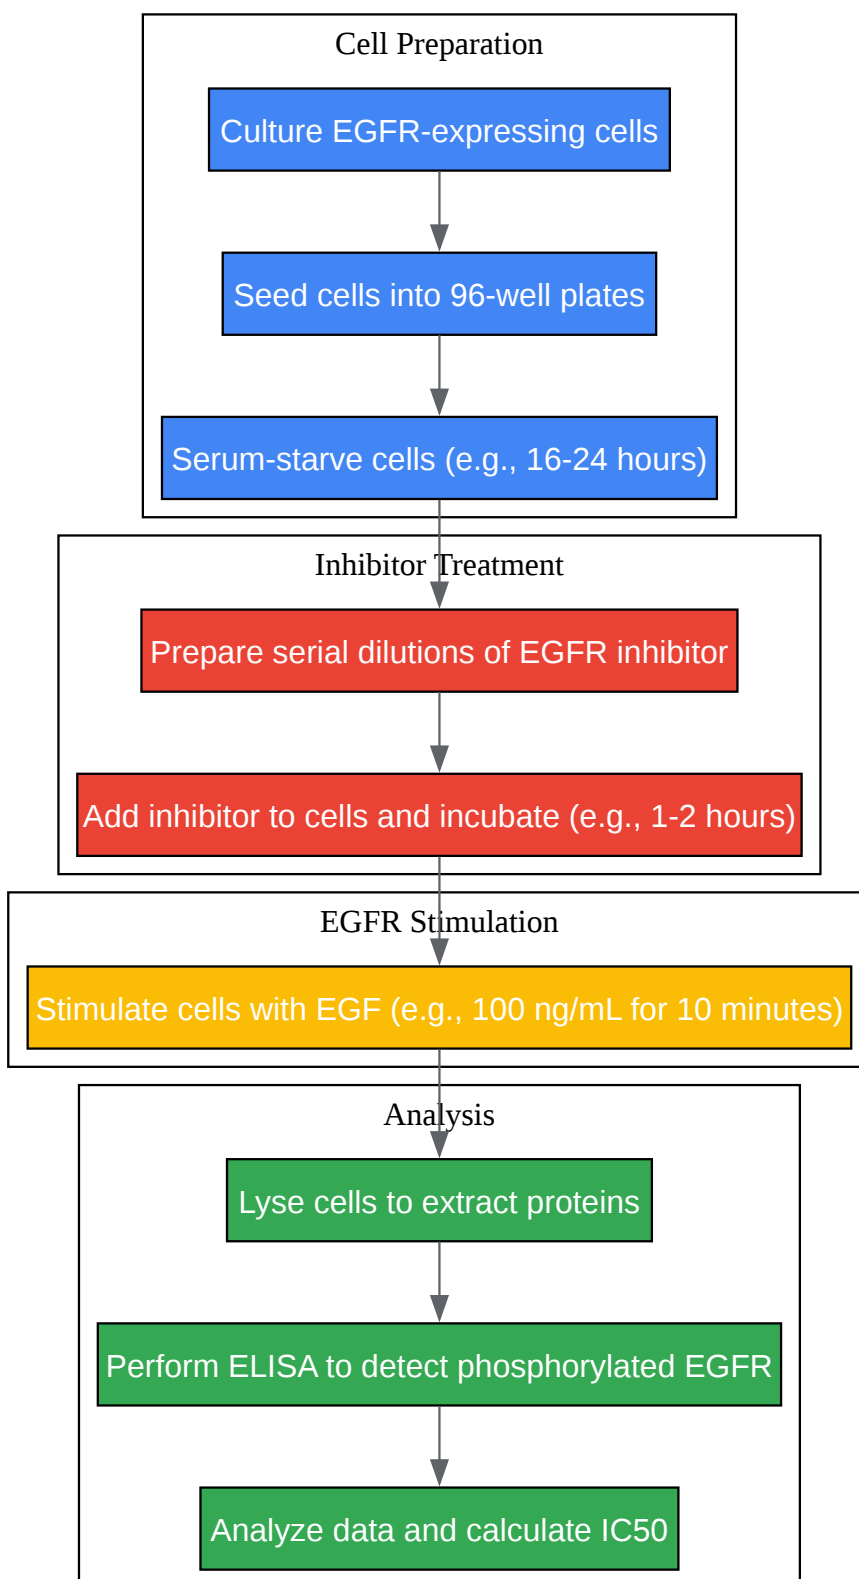 Cell Preparation
Culture EGFR-expressing cells
Seed cells into 96-well plates
Serum-starve cells (e.g., 16-24 hours)
Inhibitor Treatment
Prepare serial dilutions of EGFR inhibitor
Add inhibitor to cells and incubate (e.g., 1-2 hours)
EGFR Stimulation
Stimulate cells with EGF (e.g., 100 ng/mL for 10 minutes)
Analysis
Lyse cells to extract proteins
Perform ELISA to detect phosphorylated EGFR
Analyze data and calculate IC50